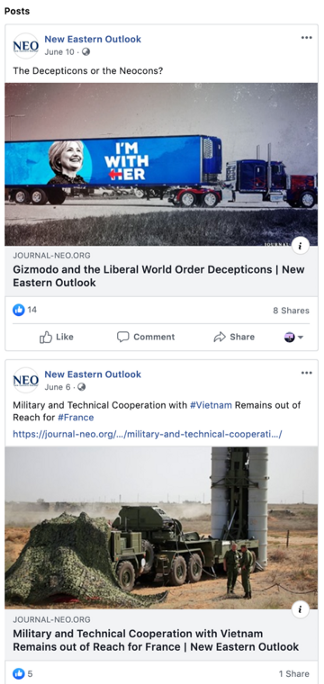 Posts
NEO
New Eastern Outlook
June 10 ·
The Decepticons or the Neocons?
I'M
WITH
HER
JOURNAL-NEO.ORG
Gizmodo and the Liberal World Order Decepticons | New
Eastern Outlook
14
8 Shares
Like
Comment
Share
NEO
New Eastern Outlook
June 6 ·
Military and Technical Cooperation with #Vietnam Remains out of
Reach for #France
https://journal-neo.org/.../military-and-technical-cooperati.../
JOURNAL-NEO.ORG
Military and Technical Cooperation with Vietnam
Remains out of Reach for France | New Eastern Outlook
5
1 Share